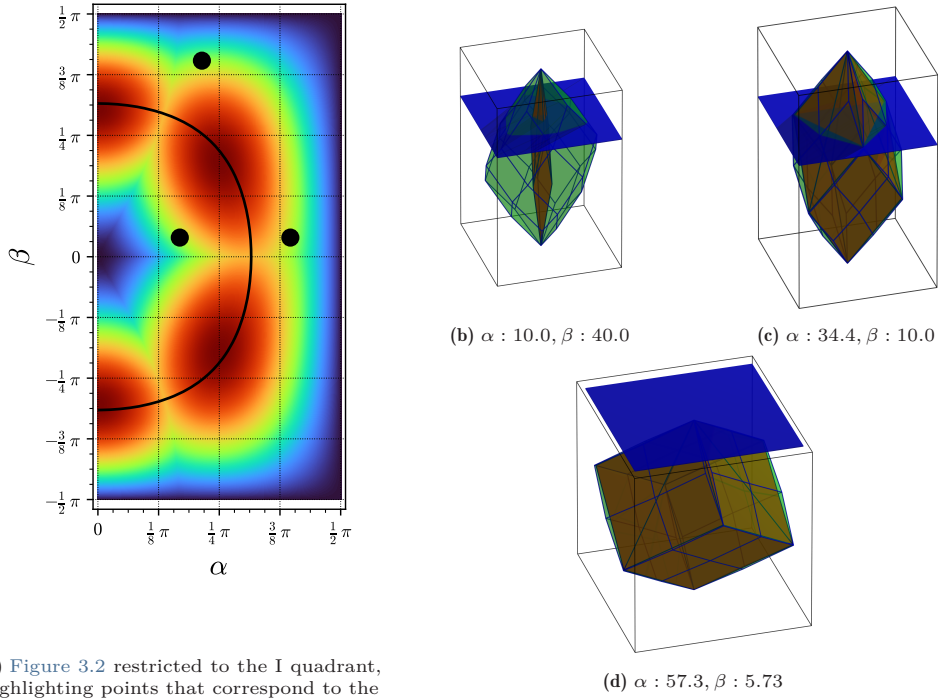 1/2 π
3/8 π
1/4 π
1/8 π
0
−1/8 π
−1/4 π
−3/8 π
−1/2 π
β
0
1/8 π
1/4 π
3/8 π
1/2 π
α
(b) α : 10.0, β : 40.0
(c) α : 34.4, β : 10.0
(d) α : 57.3, β : 5.73
) Figure 3.2 restricted to the I quadrant,
ghlighting points that correspond to the